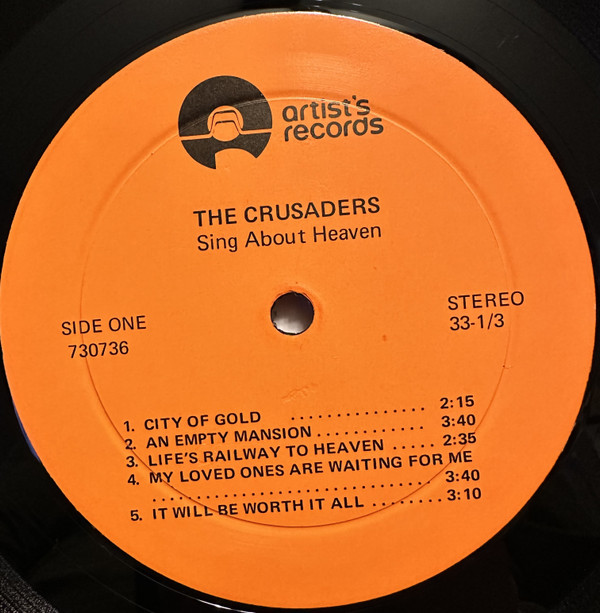 artist's
records
THE CRUSADERS
Sing About Heaven
SIDE ONE
730736
STEREO
33-1/3
1. CITY OF GOLD ............... 2:15
2. AN EMPTY MANSION ............ 3:40
3. LIFE'S RAILWAY TO HEAVEN ..... 2:35
4. MY LOVED ONES ARE WAITING FOR ME
................................ 3:40
5. IT WILL BE WORTH IT ALL ........ 3:10